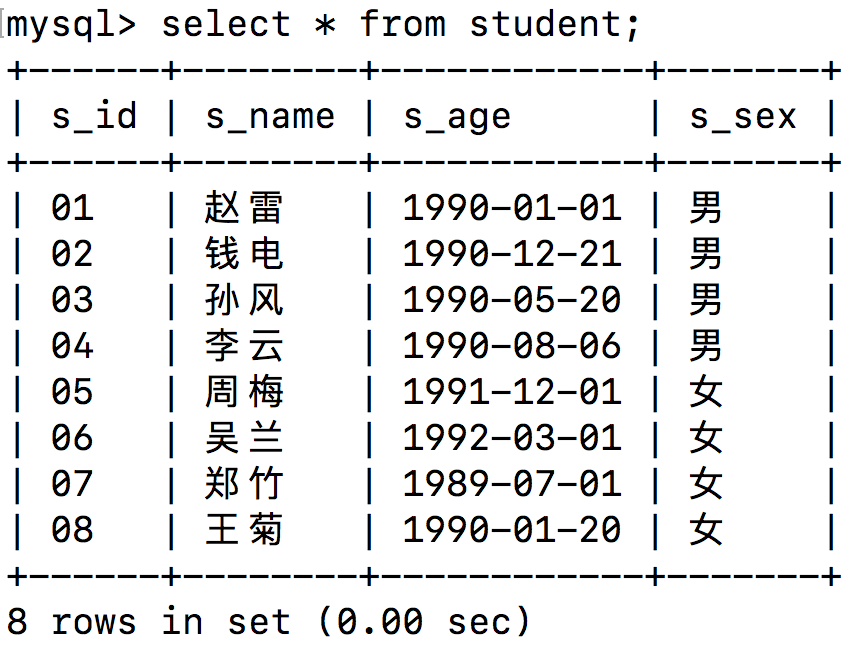 mysql> select * from student;
+------+--------+------------+-------+
| s_id | s_name | s_age      | s_sex |
+------+--------+------------+-------+
| 01   | 赵雷   | 1990-01-01 | 男    |
| 02   | 钱电   | 1990-12-21 | 男    |
| 03   | 孙风   | 1990-05-20 | 男    |
| 04   | 李云   | 1990-08-06 | 男    |
| 05   | 周梅   | 1991-12-01 | 女    |
| 06   | 吴兰   | 1992-03-01 | 女    |
| 07   | 郑竹   | 1989-07-01 | 女    |
| 08   | 王菊   | 1990-01-20 | 女    |
+------+--------+------------+-------+
8 rows in set (0.00 sec)